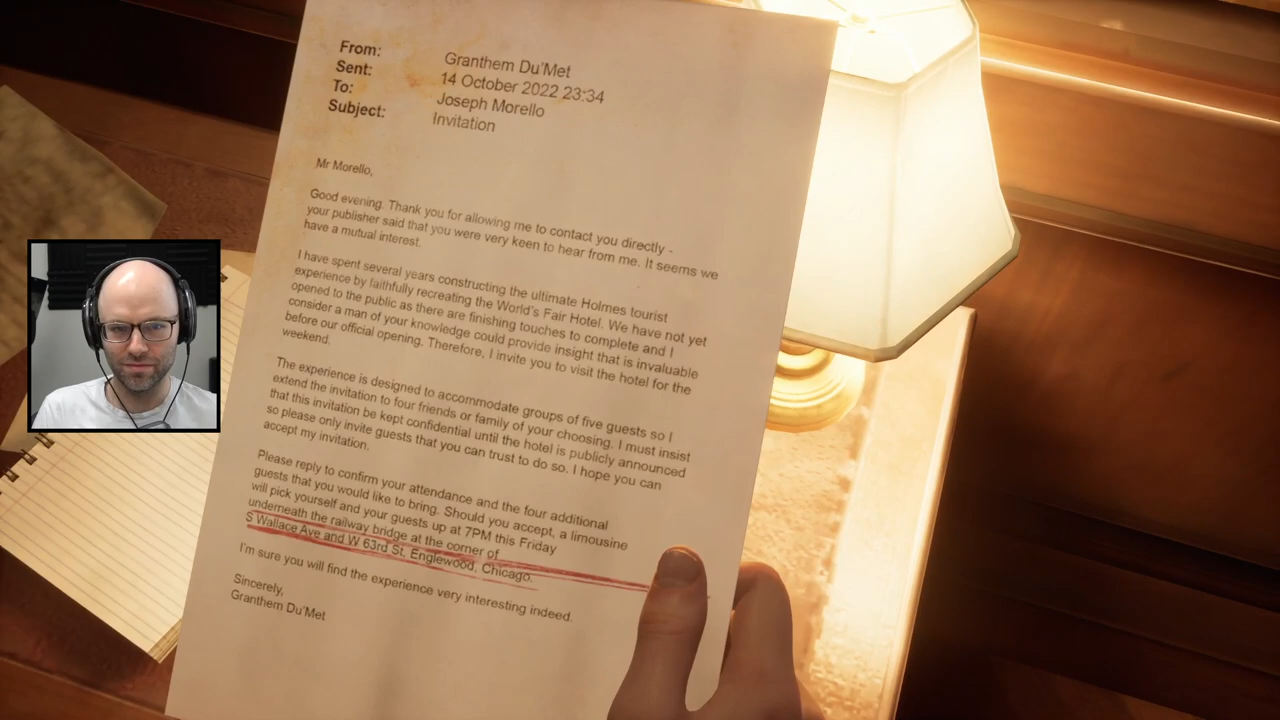 From: Granthem Du'Met
Sent: 14 October 2022 23:34
To: Joseph Morello
Subject: Invitation
Mr Morello,
Good evening. Thank you for allowing me to contact you directly -
your publisher said that you were very keen to hear from me. It seems we
have a mutual interest.
I have spent several years constructing the ultimate Holmes tourist
experience by faithfully recreating the World's Fair Hotel. We have not yet
opened to the public as there are finishing touches to complete and I
consider a man of your knowledge could provide insight that is invaluable
before our official opening. Therefore, I invite you to visit the hotel for the
weekend.
The experience is designed to accommodate groups of five guests so I
extend the invitation to four friends or family of your choosing. I must insist
that this invitation be kept confidential until the hotel is publicly announced
so please only invite guests that you can trust to do so. I hope you can
accept my invitation.
Please reply to confirm your attendance and the four additional
guests that you would like to bring. Should you accept, a limousine
will pick yourself and your guests up at 7PM this Friday
underneath the railway bridge at the corner of
S Wallace Ave and W 63rd St, Englewood, Chicago.
I'm sure you will find the experience very interesting indeed.
Sincerely,
Granthem Du'Met